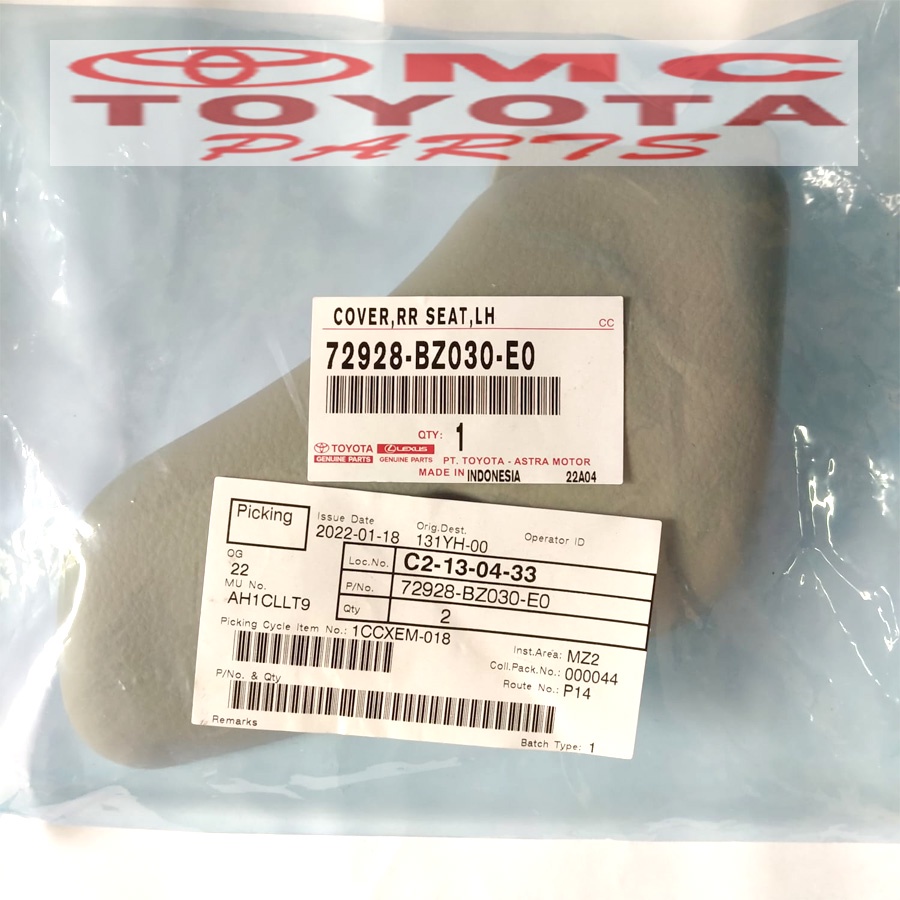 MC
TOYOTA
PARTS
COVER,RR SEAT,LH
CC
72928-BZ030-E0
QTY: 1
TOYOTA LEXUS
GENUINE PARTS GENUINE PARTS PT. TOYOTA - ASTRA MOTOR
MADE IN INDONESIA 22A04
Picking
Issue Date Orig.Dest. Operator ID
2022-01-18 131YH-00
OG
22
Loc.No. C2-13-04-33
MU No.
P/No. 72928-BZ030-E0
AH1CLLT9
Qty 2
Picking Cycle Item No.: 1CCXEM-018
Inst.Area: MZ2
Coll.Pack.No.: 000044
Route No.: P14
P/No. & Qty
Remarks
Batch Type: 1